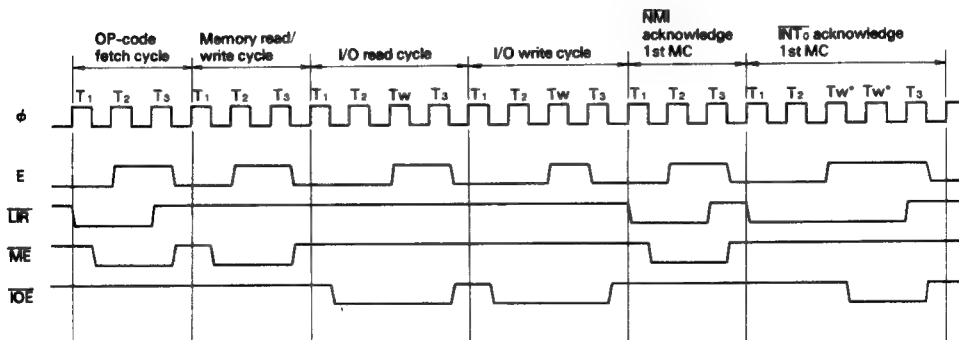 OP-code
fetch cycle
Memory read/
write cycle
I/O read cycle
I/O write cycle
NMI
acknowledge
1st MC
INT₀ acknowledge
1st MC
T₁ T₂ T₃ T₁ T₂ T₃ T₁ T₂ Tw T₃ T₁ T₂ Tw T₃ T₁ T₂ T₃ T₁ T₂ Tw* Tw* T₃
ϕ
E
LIR
ME
IOE